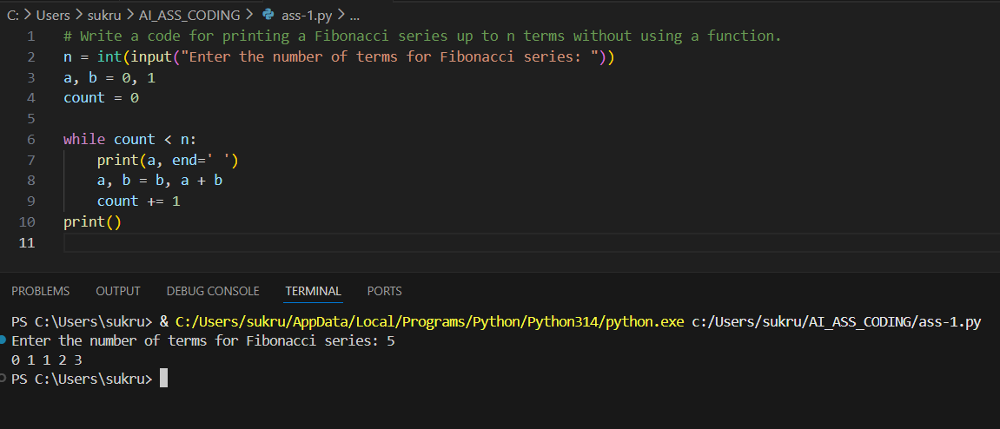 C: > Users > sukru > AI_ASS_CODING > ass-1.py > ...
1 # Write a code for printing a Fibonacci series up to n terms without using a function.
2 n = int(input("Enter the number of terms for Fibonacci series: "))
3 a, b = 0, 1
4 count = 0
5
6 while count < n:
7     print(a, end=' ')
8     a, b = b, a + b
9     count += 1
10 print()
11
PROBLEMS OUTPUT DEBUG CONSOLE TERMINAL PORTS
PS C:\Users\sukru> & C:/Users/sukru/AppData/Local/Programs/Python/Python314/python.exe c:/Users/sukru/AI_ASS_CODING/ass-1.py
Enter the number of terms for Fibonacci series: 5
0 1 1 2 3
PS C:\Users\sukru>